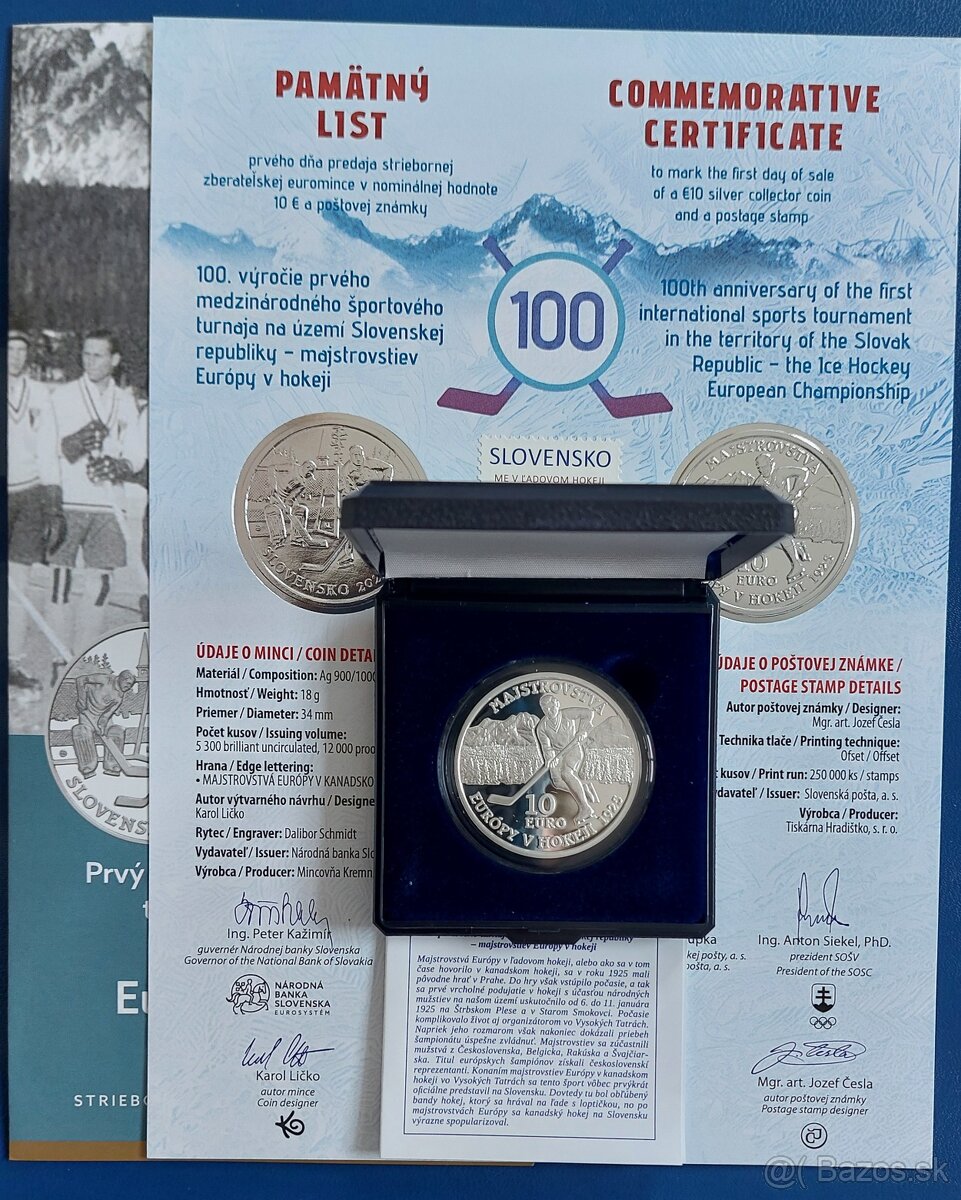 PAMÄTNÝ
LIST
prvého dňa predaja striebornej
zberateľskej euromince v nominálnej hodnote
10 € a poštovej známky
COMMEMORATIVE
CERTIFICATE
to mark the first day of sale
of a €10 silver collector coin
and a postage stamp
100. výročie prvého
medzinárodného športového
turnaja na území Slovenskej
republiky – majstrovstiev
Európy v hokeji
100
100th anniversary of the first
international sports tournament
in the territory of the Slovak
Republic – the Ice Hockey
European Championship
SLOVENSKO
ME V ĽADOVOM HOKEJI
SLOVENSKO
MAJSTROVSTVÁ
10
EURO
V HOKEJI 1925
ÚDAJE O MINCI / COIN
Materiál / Composition: Ag 900/1000
Hmotnosť / Weight: 18 g
Priemer / Diameter: 34 mm
Počet kusov / Issuing volume:
5 300 brilliant uncirculated, 12 000
Hrana / Edge lettering:
• MAJSTROVSTVÁ EURÓPY V
Autor výtvarného návrhu /
Karol Ličko
Rytec / Engraver: Dalibor Schmidt
Vydavateľ / Issuer: Národná banka
Výrobca / Producer: Mincovňa
ÚDAJE O POŠTOVEJ ZNÁMKE /
POSTAGE STAMP DETAILS
Autor poštovej známky / Designer:
Mgr. art. Jozef Česla
Technika tlače / Printing technique:
Ofset / Offset
kusov / Print run: 250 000 ks / stamps
/ Issuer: Slovenská pošta, a. s.
Výrobca / Producer:
Tiskárna Hradištko, s. r. o.
MAJSTROVSTVÁ
10
EURO
EURÓPY V HOKEJI 1925
Ing. Peter Kažimír
guvernér Národnej banky Slovenska
Governor of the National Bank of Slovakia
NÁRODNÁ
BANKA
SLOVENSKA
EUROSYSTÉM
Karol Ličko
autor mince
Coin designer
pošty, a. s.
a. s.
Ing. Anton Siekel, PhD.
prezident SOŠV
President of the SOSC
Mgr. art. Jozef Česla
autor poštovej známky
Postage stamp designer
– majstrovstiev Európy v hokeji
Majstrovstvá Európy v ľadovom hokeji, alebo ako sa v tom
čase hovorilo v kanadskom hokeji, sa v roku 1925 mali
pôvodne hrať v Prahe. Do hry však vstúpilo počasie, a tak
sa prvé vrcholné podujatie v hokeji s účasťou národných
mužstiev na našom území uskutočnilo od 6. do 11. januára
1925 na Štrbskom Plese a v Starom Smokovci. Počasie
komplikovalo život aj organizátorom vo Vysokých Tatrách.
Napriek jeho rozmarom však nakoniec dokázali priebeh
šampionátu úspešne zvládnuť. Majstrovstiev sa zúčastnili
mužstvá z Československa, Belgicka, Rakúska a Švajčiar-
ska. Titul európskych šampiónov získali československí
reprezentanti. Konaním majstrovstiev Európy v kanadskom
hokeji vo Vysokých Tatrách sa tento šport vôbec prvýkrát
oficiálne predstavil na Slovensku. Dovtedy tu bol obľúbený
bandy hokej, ktorý sa hrával na ľade s loptičkou, no po
majstrovstvách Európy sa kanadský hokej na Slovensku
výrazne spopularizoval.
Prvý
@( Bazos.sk